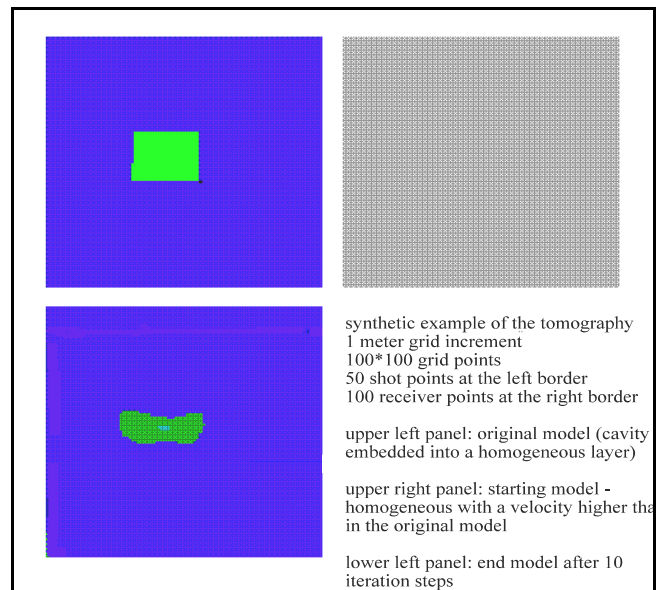 synthetic example of the tomography
1 meter grid increment
100*100 grid points
50 shot points at the left border
100 receiver points at the right border
upper left panel: original model (cavity
embedded into a homogeneous layer)
upper right panel: starting model -
homogeneous with a velocity higher tha
in the original model
lower left panel: end model after 10
iteration steps